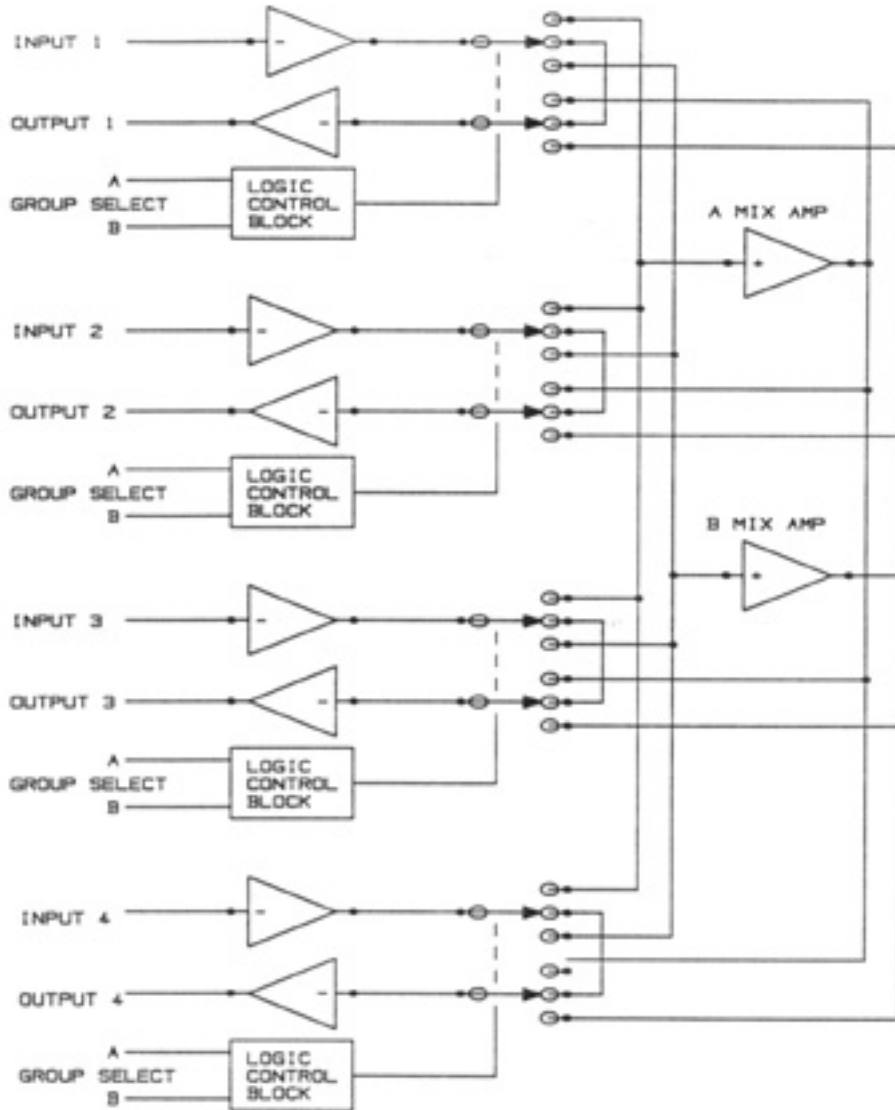 INPUT 1
OUTPUT 1
A
GROUP SELECT
B
LOGIC
CONTROL
BLOCK
A MIX AMP
- 
-
+
INPUT 2
OUTPUT 2
A
GROUP SELECT
B
LOGIC
CONTROL
BLOCK
-
-
B MIX AMP
+
INPUT 3
OUTPUT 3
A
GROUP SELECT
B
LOGIC
CONTROL
BLOCK
-
-
INPUT 4
OUTPUT 4
A
GROUP SELECT
B
LOGIC
CONTROL
BLOCK
-
-